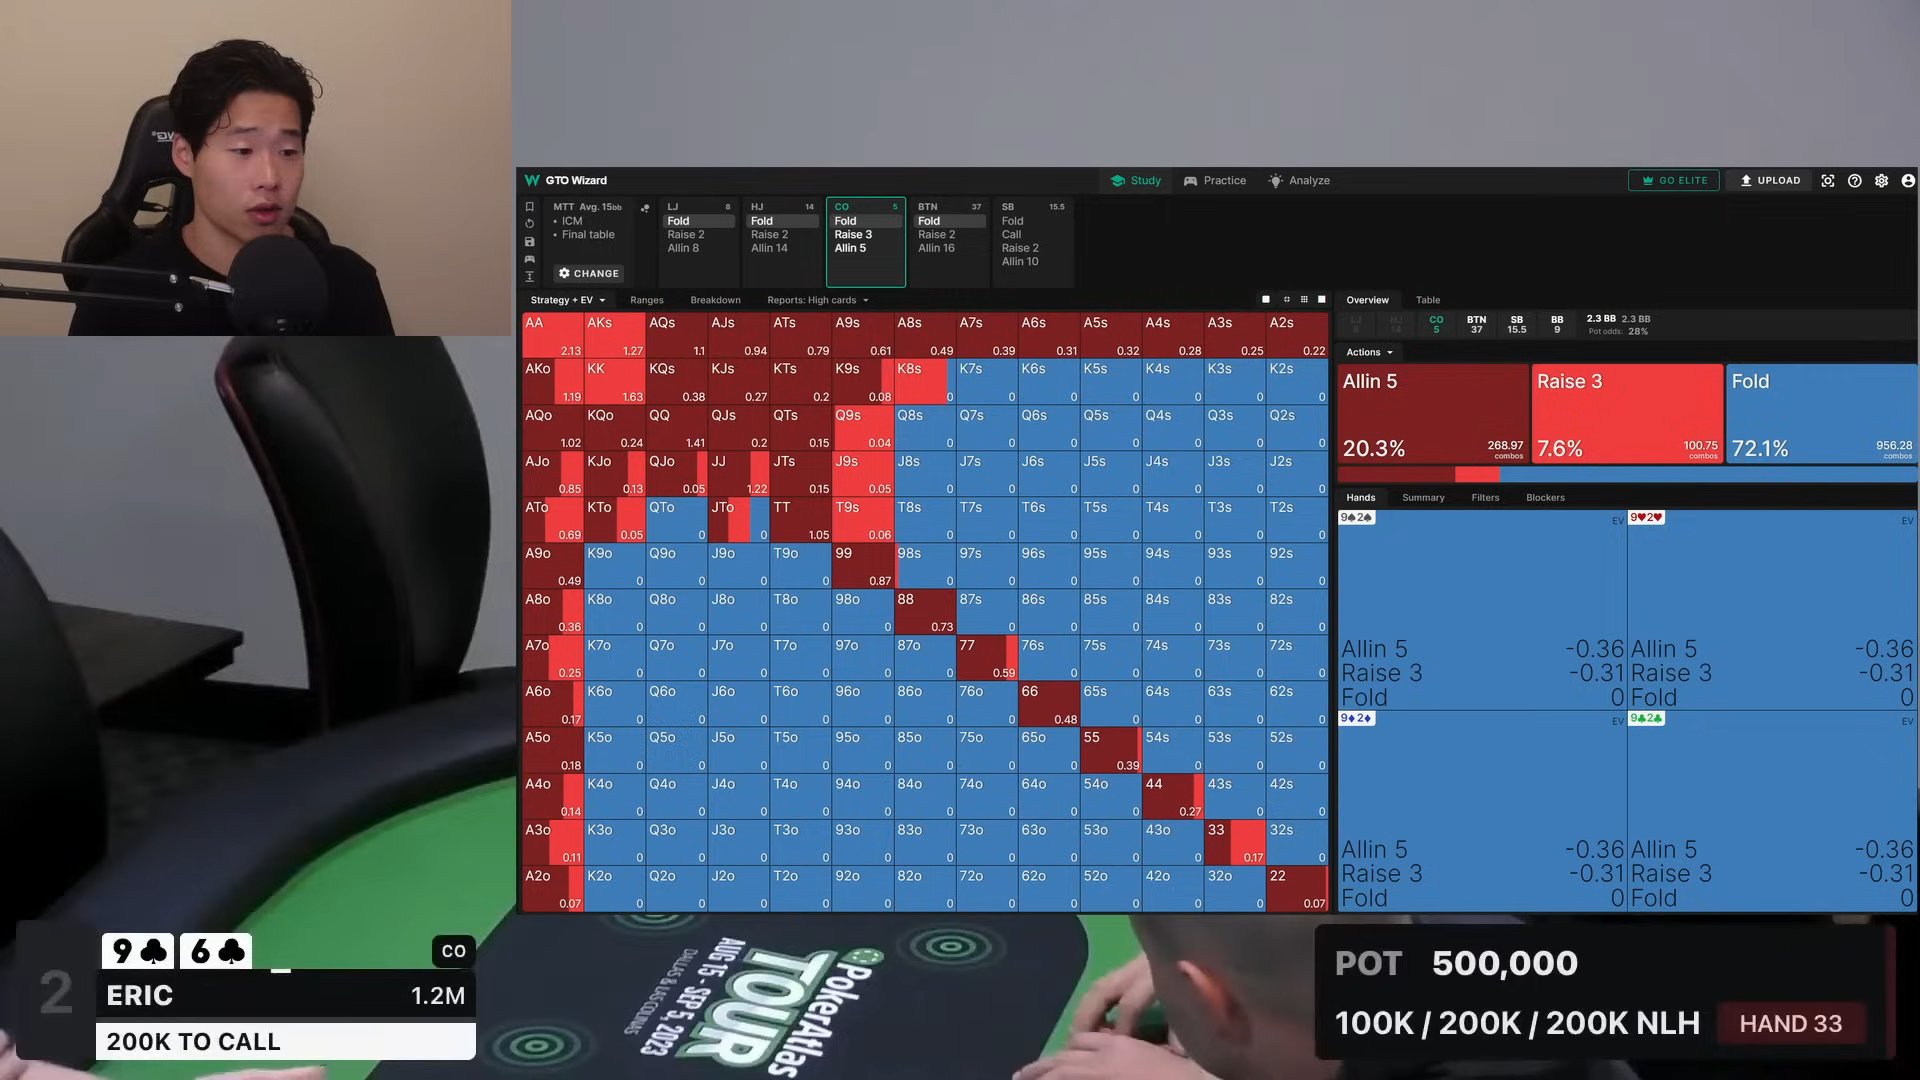 GTO Wizard
Study
Practice
Analyze
GO ELITE
UPLOAD
MTT Avg. 15bb
• ICM
• Final table
CHANGE
LJ 8
Fold
Raise 2
Allin 8
HJ 14
Fold
Raise 2
Allin 14
CO 5
Fold
Raise 3
Allin 5
BTN 37
Fold
Raise 2
Allin 16
SB 15.5
Fold
Call
Raise 2
Allin 10
Strategy + EV
Ranges
Breakdown
Reports: High cards
AA AKs AQs AJs ATs A9s A8s A7s A6s A5s A4s A3s A2s
2.13 1.27 1.1 0.94 0.79 0.61 0.49 0.39 0.31 0.32 0.28 0.25 0.22
AKo KK KQs KJs KTs K9s K8s K7s K6s K5s K4s K3s K2s
1.19 1.63 0.38 0.27 0.2 0.08 0 0 0 0 0 0 0
AQo KQo QQ QJs QTs Q9s Q8s Q7s Q6s Q5s Q4s Q3s Q2s
1.02 0.24 1.41 0.2 0.15 0.04 0 0 0 0 0 0 0
AJo KJo QJo JJ JTs J9s J8s J7s J6s J5s J4s J3s J2s
0.85 0.13 0.05 1.22 0.15 0.05 0 0 0 0 0 0 0
ATo KTo QTo JTo TT T9s T8s T7s T6s T5s T4s T3s T2s
0.69 0.05 0 0 1.05 0.06 0 0 0 0 0 0 0
A9o K9o Q9o J9o T9o 99 98s 97s 96s 95s 94s 93s 92s
0.49 0 0 0 0 0.87 0 0 0 0 0 0 0
A8o K8o Q8o J8o T8o 98o 88 87s 86s 85s 84s 83s 82s
0.36 0 0 0 0 0 0.73 0 0 0 0 0 0
A7o K7o Q7o J7o T7o 97o 87o 77 76s 75s 74s 73s 72s
0.25 0 0 0 0 0 0 0.59 0 0 0 0 0
A6o K6o Q6o J6o T6o 96o 86o 76o 66 65s 64s 63s 62s
0.17 0 0 0 0 0 0 0 0.48 0 0 0 0
A5o K5o Q5o J5o T5o 95o 85o 75o 65o 55 54s 53s 52s
0.18 0 0 0 0 0 0 0 0 0.39 0 0 0
A4o K4o Q4o J4o T4o 94o 84o 74o 64o 54o 44 43s 42s
0.14 0 0 0 0 0 0 0 0 0 0.27 0 0
A3o K3o Q3o J3o T3o 93o 83o 73o 63o 53o 43o 33 32s
0.11 0 0 0 0 0 0 0 0 0 0 0.17 0
A2o K2o Q2o J2o T2o 92o 82o 72o 62o 52o 42o 32o 22
0.07 0 0 0 0 0 0 0 0 0 0 0 0.07
Overview
Table
LJ HJ CO BTN SB BB 2.3 BB 2.3 BB
8 14 5 37 15.5 9 Pot odds: 28%
Actions
Allin 5
20.3% 268.97 combos
Raise 3
7.6% 100.75 combos
Fold
72.1% 956.28 combos
Hands
Summary
Filters
Blockers
9♠2♠ EV
Allin 5 -0.36
Raise 3 -0.31
Fold 0
9♥2♥ EV
Allin 5 -0.36
Raise 3 -0.31
Fold 0
9♦2♦ EV
Allin 5 -0.36
Raise 3 -0.31
Fold 0
9♣2♣ EV
Allin 5 -0.36
Raise 3 -0.31
Fold 0
2
9♣ 6♣
CO
ERIC 1.2M
200K TO CALL
PokerAtlas
TOUR
AUG 15 - SEP 5, 2023
DALLAS & LAS COLINAS
POT 500,000
100K / 200K / 200K NLH
HAND 33